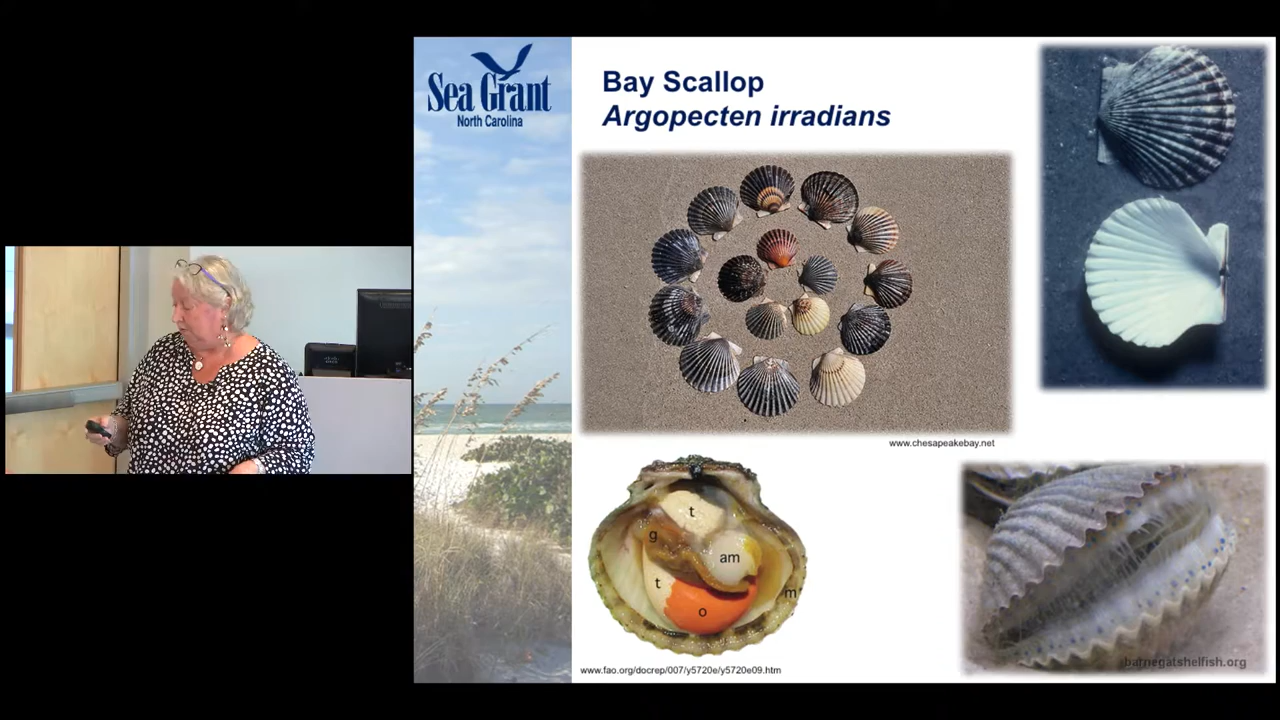 Sea Grant
North Carolina
Bay Scallop
Argopecten irradians
www.chesapeakebay.net
t
g
am
t
m
o
www.fao.org/docrep/007/y5720e/y5720e09.htm
barnegatshelfish.org